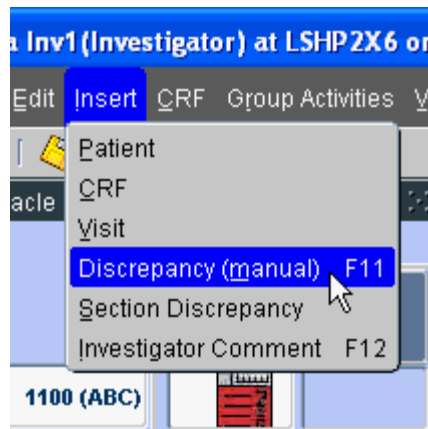 a Inv1 (Investigator) at LSHP2X6 or
Edit Insert CRF Group Activities V
acle
Patient
CRF
Visit
Discrepancy (manual) F11
Section Discrepancy
Investigator Comment F12
1100 (ABC)